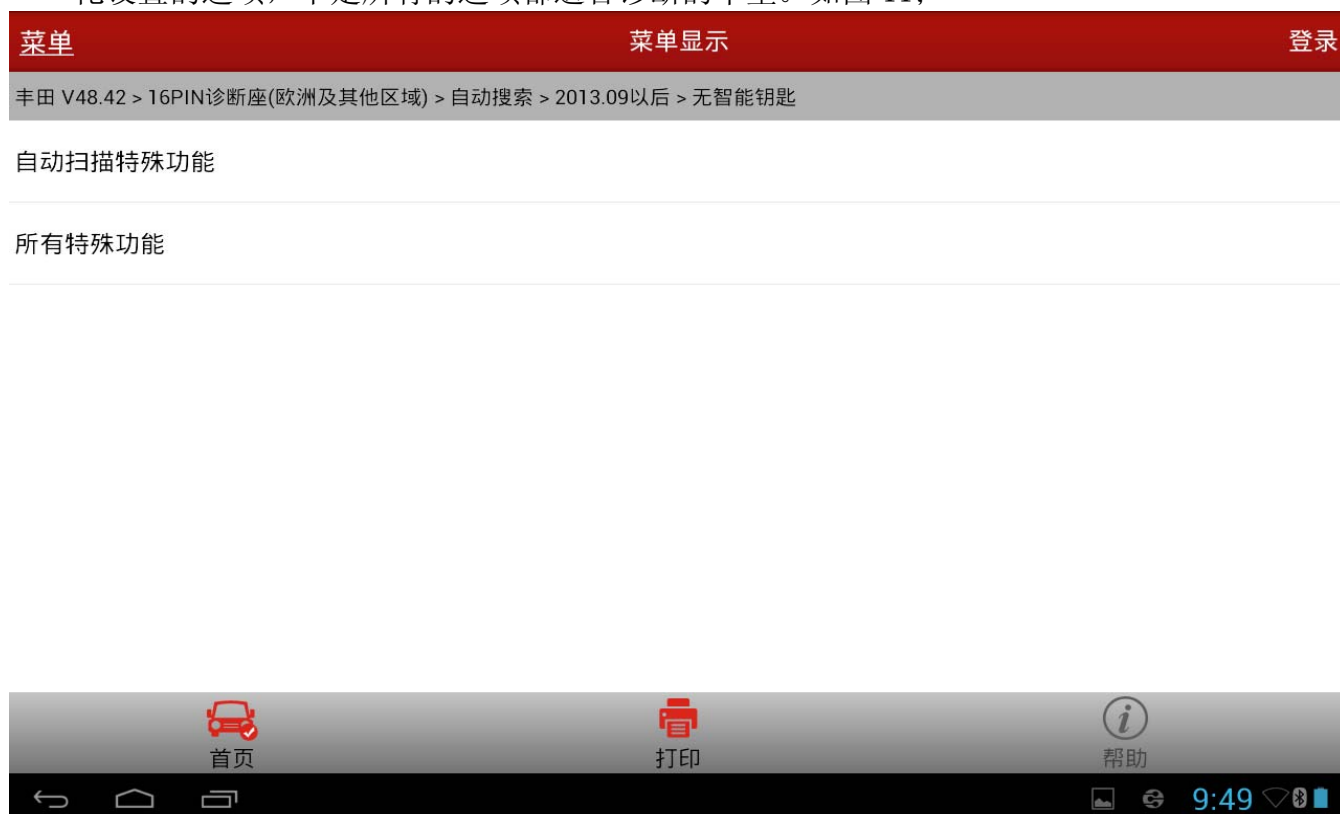 菜单
菜单显示
登录
丰田 V48.42 > 16PIN诊断座(欧洲及其他区域) > 自动搜索 > 2013.09以后 > 无智能钥匙
自动扫描特殊功能
所有特殊功能
首页
打印
帮助
9:49